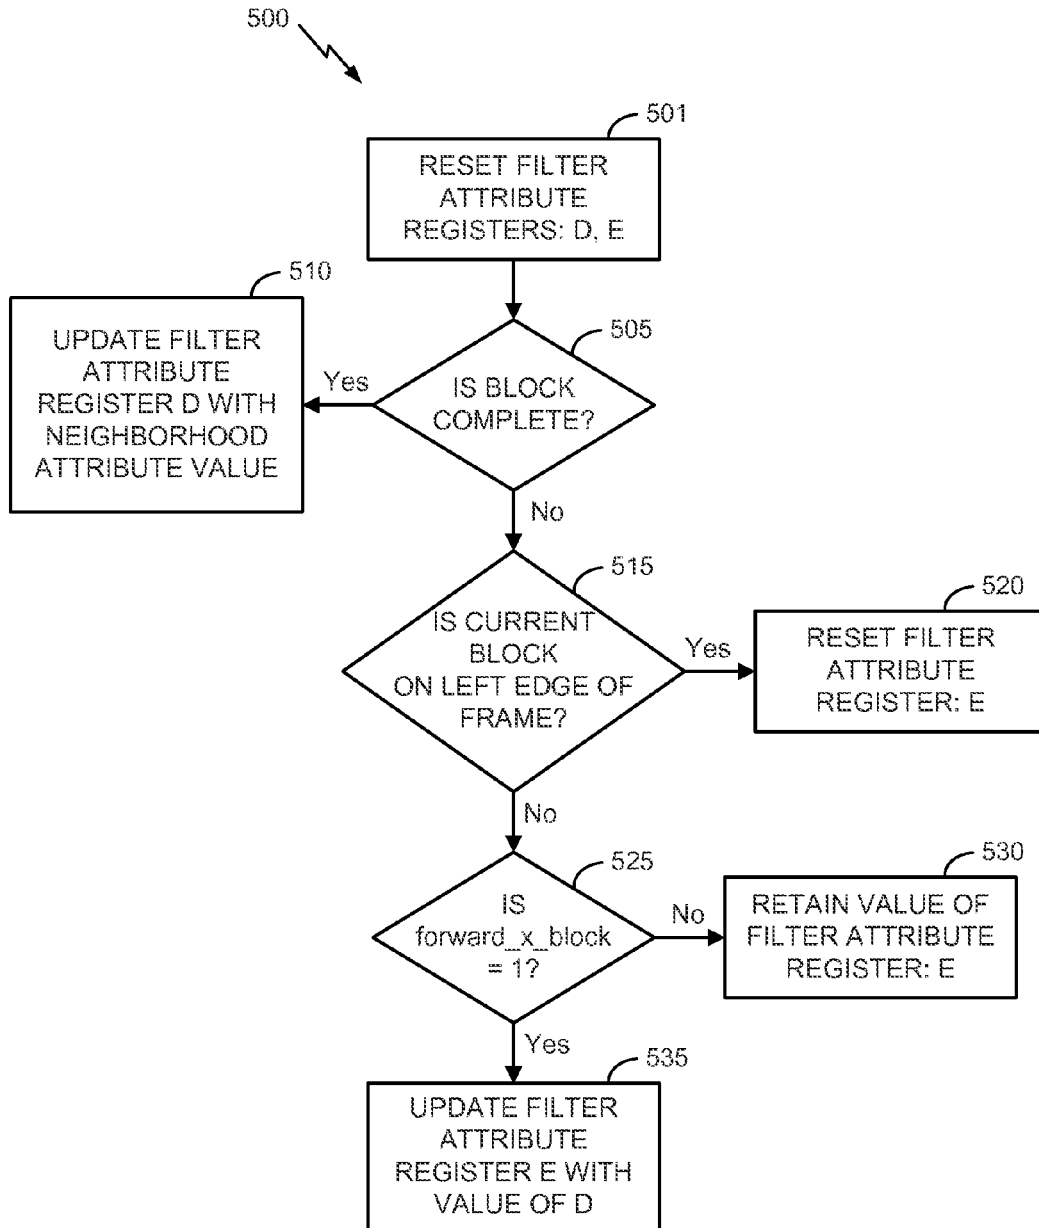 500
501
RESET FILTER
ATTRIBUTE
REGISTERS: D, E
510
UPDATE FILTER
ATTRIBUTE
REGISTER D WITH
NEIGHBORHOOD
ATTRIBUTE VALUE
Yes
505
IS BLOCK
COMPLETE?
No
515
IS CURRENT
BLOCK
ON LEFT EDGE OF
FRAME?
Yes
520
RESET FILTER
ATTRIBUTE
REGISTER: E
No
525
IS
forward_x_block
= 1?
No
530
RETAIN VALUE OF
FILTER ATTRIBUTE
REGISTER: E
Yes
535
UPDATE FILTER
ATTRIBUTE
REGISTER E WITH
VALUE OF D